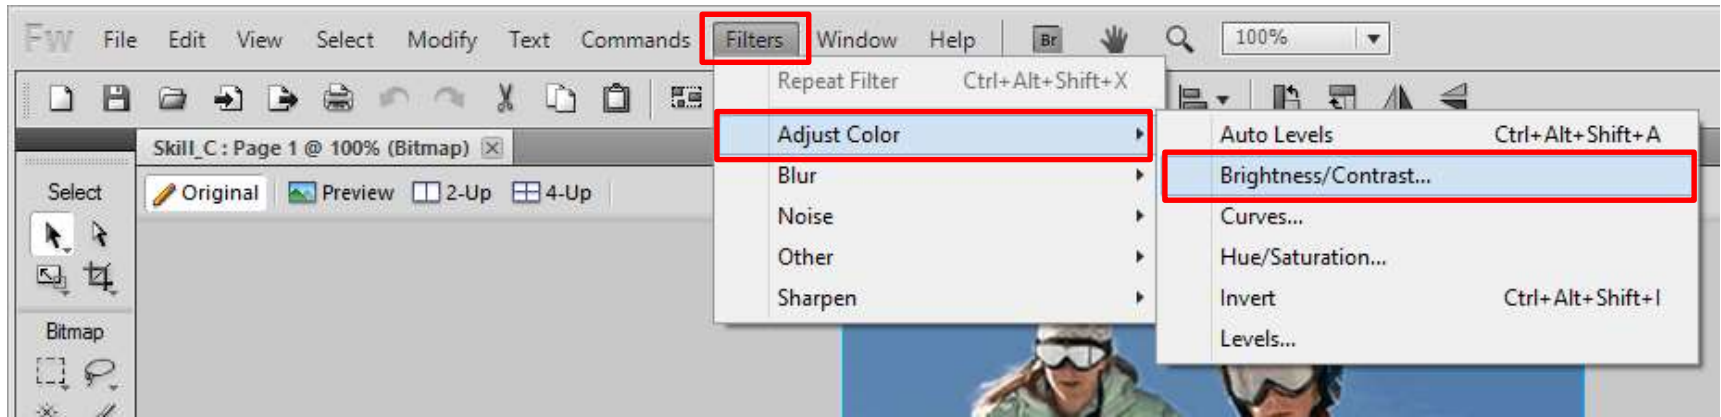 Fw File Edit View Select Modify Text Commands Filters Window Help Br 100%
Repeat Filter Ctrl+Alt+Shift+X
Adjust Color
Blur
Noise
Other
Sharpen
Auto Levels Ctrl+Alt+Shift+A
Brightness/Contrast...
Curves...
Hue/Saturation...
Invert Ctrl+Alt+Shift+I
Levels...
Skill_C : Page 1 @ 100% (Bitmap)
Original Preview 2-Up 4-Up
Select
Bitmap